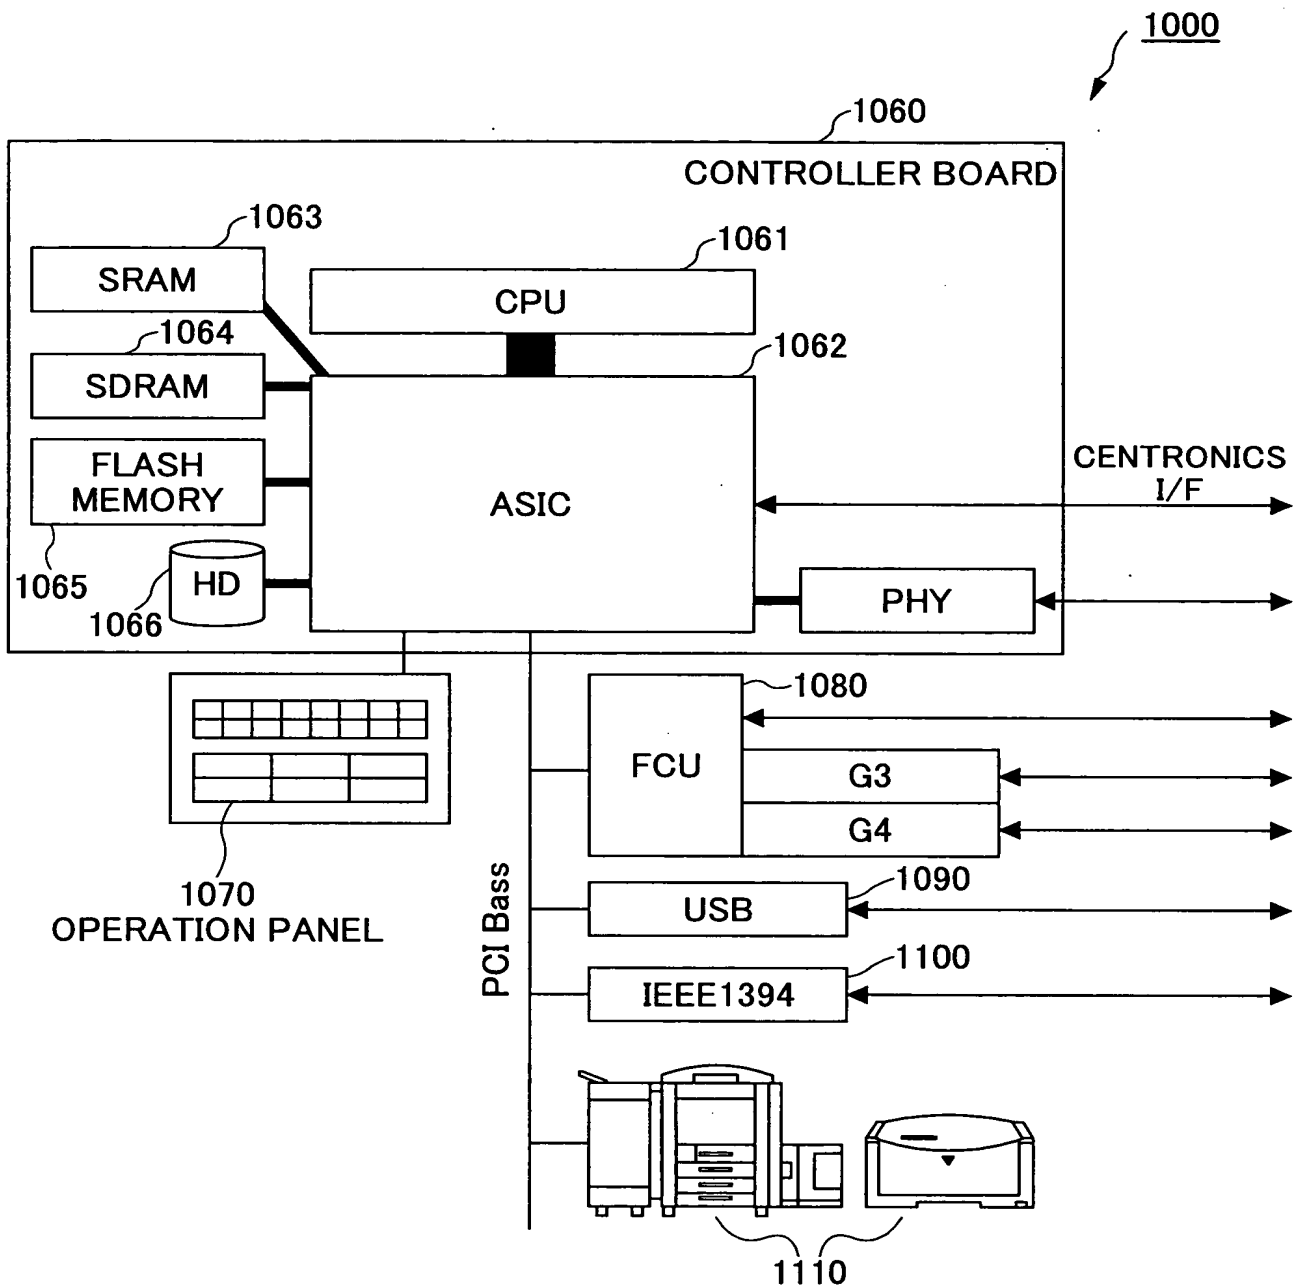 1000
1060
CONTROLLER BOARD
1063
SRAM
1061
CPU
1064
SDRAM
1062
FLASH
MEMORY
ASIC
CENTRONICS
I/F
1065
HD
1066
PHY
1080
FCU
G3
G4
1070
OPERATION PANEL
PCI Bass
1090
USB
1100
IEEE1394
1110